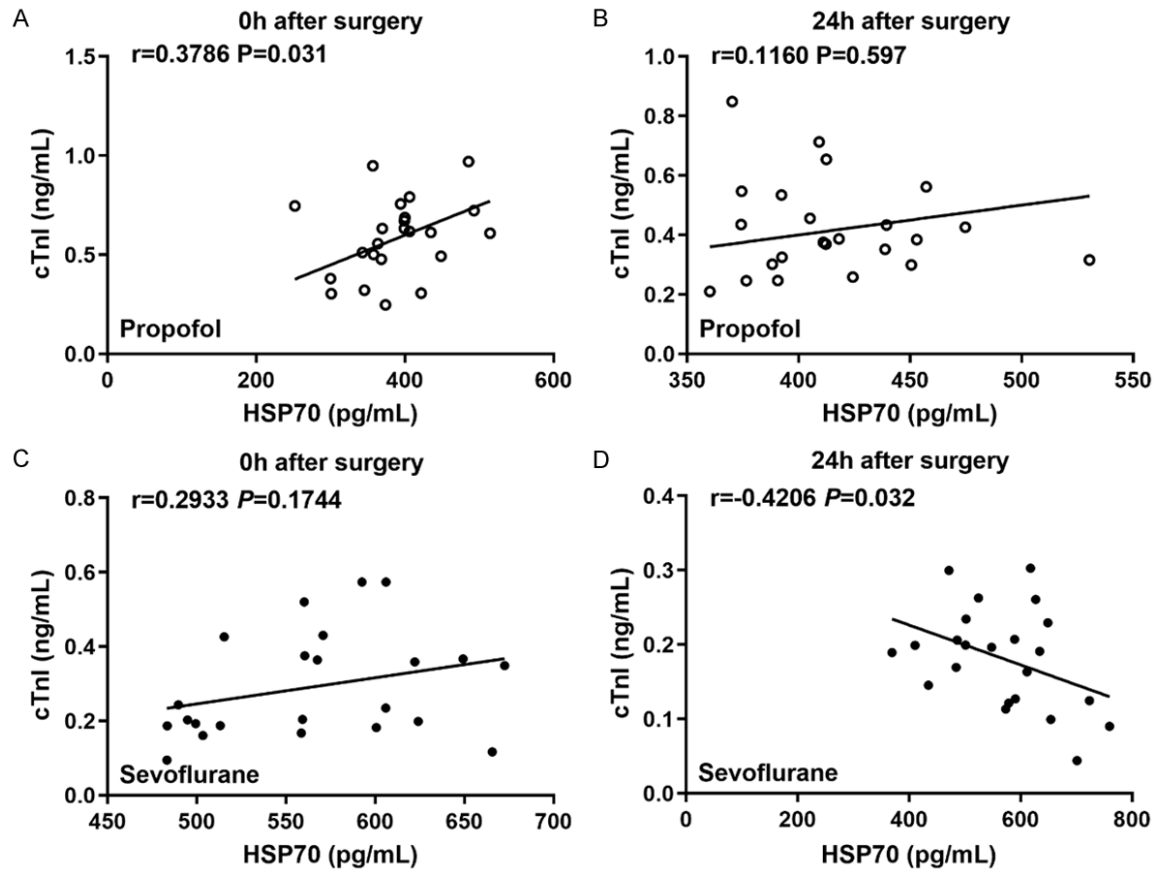 A
0h after surgery
r=0.3786 P=0.031
cTnI (ng/mL)
1.5
1.0
0.5
0.0
Propofol
0 200 400 600
HSP70 (pg/mL)
B
24h after surgery
r=0.1160 P=0.597
cTnI (ng/mL)
1.0
0.8
0.6
0.4
0.2
0.0
Propofol
350 400 450 500 550
HSP70 (pg/mL)
C
0h after surgery
r=0.2933 P=0.1744
cTnI (ng/mL)
0.8
0.6
0.4
0.2
0.0
Sevoflurane
450 500 550 600 650 700
HSP70 (pg/mL)
D
24h after surgery
r=-0.4206 P=0.032
cTnI (ng/mL)
0.4
0.3
0.2
0.1
0.0
Sevoflurane
0 200 400 600 800
HSP70 (pg/mL)